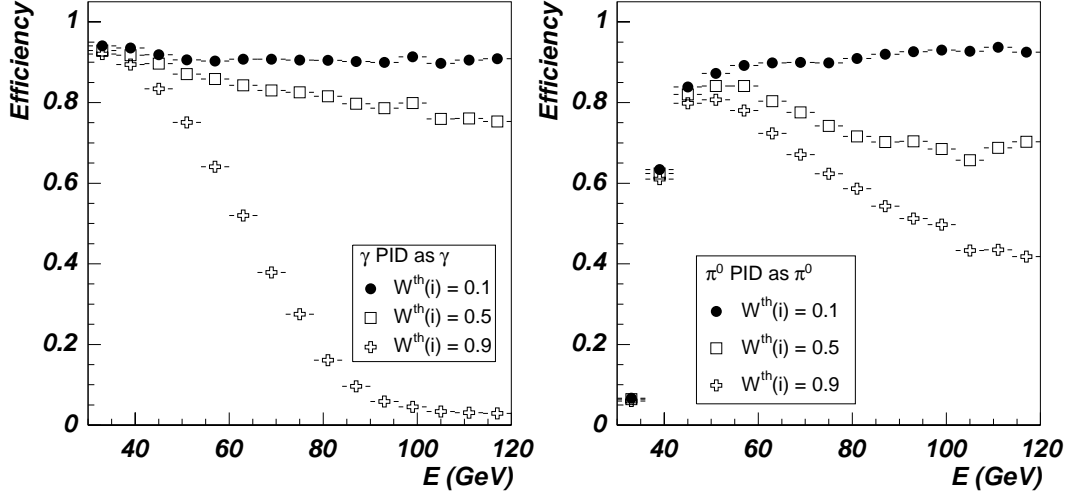 Efficiency
1
0.8
0.6
0.4
0.2
0
40
60
80
100
120
E (GeV)
γ PID as γ
W^th(i) = 0.1
W^th(i) = 0.5
W^th(i) = 0.9
Efficiency
1
0.8
0.6
0.4
0.2
0
40
60
80
100
120
E (GeV)
π⁰ PID as π⁰
W^th(i) = 0.1
W^th(i) = 0.5
W^th(i) = 0.9